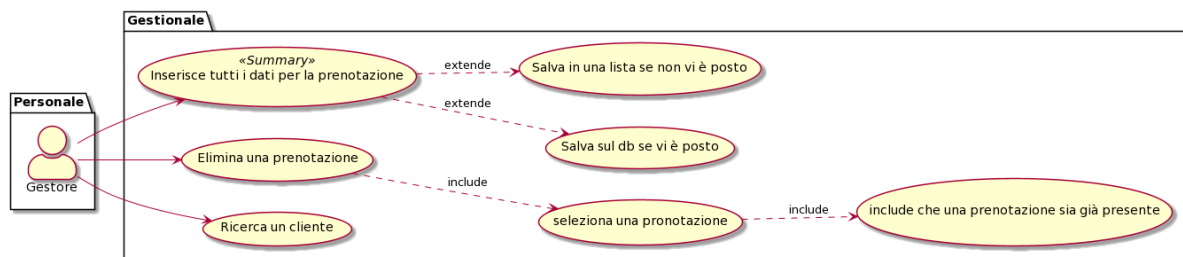 Gestionale
«Summary»
Inserisce tutti i dati per la prenotazione
extende
Salva in una lista se non vi è posto
extende
Salva sul db se vi è posto
Personale
Gestore
Elimina una prenotazione
include
seleziona una pronotazione
include
include che una prenotazione sia già presente
Ricerca un cliente